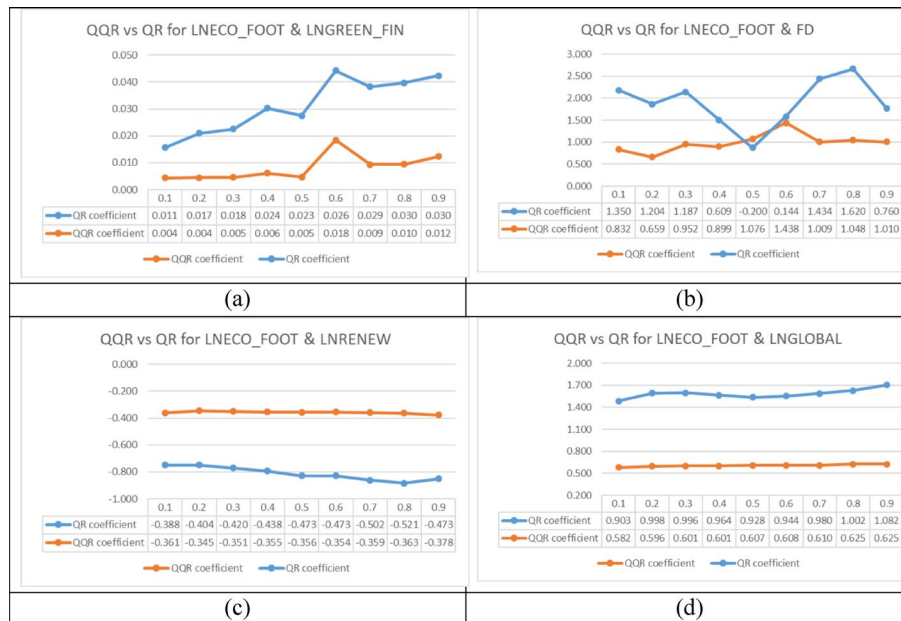 QQR vs QR for LNECO_FOOT & LNGREEN_FIN
0.050
0.040
0.030
0.020
0.010
0.000
0.1 0.2 0.3 0.4 0.5 0.6 0.7 0.8 0.9
QR coefficient 0.011 0.017 0.018 0.024 0.023 0.026 0.029 0.030 0.030
QQR coefficient 0.004 0.004 0.005 0.006 0.005 0.018 0.009 0.010 0.012
QQR coefficient QR coefficient
(a)
QQR vs QR for LNECO_FOOT & FD
3.000
2.500
2.000
1.500
1.000
0.500
0.000
0.1 0.2 0.3 0.4 0.5 0.6 0.7 0.8 0.9
QR coefficient 1.350 1.204 1.187 0.609 -0.200 0.144 1.434 1.620 0.760
QQR coefficient 0.832 0.659 0.952 0.899 1.076 1.438 1.009 1.048 1.010
QQR coefficient QR coefficient
(b)
QQR vs QR for LNECO_FOOT & LNRENEW
0.000
-0.200
-0.400
-0.600
-0.800
-1.000
0.1 0.2 0.3 0.4 0.5 0.6 0.7 0.8 0.9
QR coefficient -0.388 -0.404 -0.420 -0.438 -0.473 -0.473 -0.502 -0.521 -0.473
QQR coefficient -0.361 -0.345 -0.351 -0.355 -0.356 -0.354 -0.359 -0.363 -0.378
QQR coefficient QR coefficient
(c)
QQR vs QR for LNECO_FOOT & LNGLOBAL
2.000
1.700
1.400
1.100
0.800
0.500
0.200
0.1 0.2 0.3 0.4 0.5 0.6 0.7 0.8 0.9
QR coefficient 0.903 0.998 0.996 0.964 0.928 0.944 0.980 1.002 1.082
QQR coefficient 0.582 0.596 0.601 0.601 0.607 0.608 0.610 0.625 0.625
QQR coefficient QR coefficient
(d)